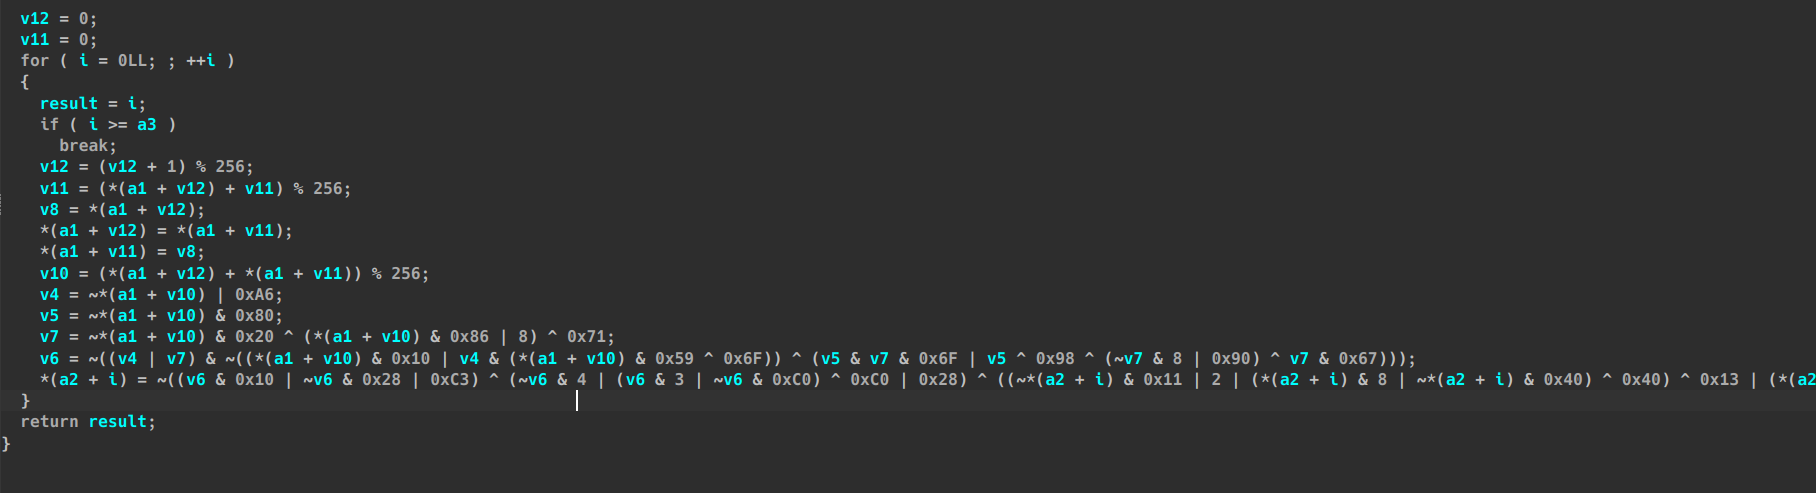 v12 = 0;
v11 = 0;
for ( i = 0LL; ; ++i )
{
result = i;
if ( i >= a3 )
break;
v12 = (v12 + 1) % 256;
v11 = (*(a1 + v12) + v11) % 256;
v8 = *(a1 + v12);
*(a1 + v12) = *(a1 + v11);
*(a1 + v11) = v8;
v10 = (*(a1 + v12) + *(a1 + v11)) % 256;
v4 = ~*(a1 + v10) | 0xA6;
v5 = ~*(a1 + v10) & 0x80;
v7 = ~*(a1 + v10) & 0x20 ^ (*(a1 + v10) & 0x86 | 8) ^ 0x71;
v6 = ~((v4 | v7) & ~((*(a1 + v10) & 0x10 | v4 & (*(a1 + v10) & 0x59 ^ 0x6F)) ^ (v5 & v7 & 0x6F | v5 ^ 0x98 ^ (~v7 & 8 | 0x90) ^ v7 & 0x67)));
*(a2 + i) = ~((v6 & 0x10 | ~v6 & 0x28 | 0xC3) ^ (~v6 & 4 | (v6 & 3 | ~v6 & 0xC0) ^ 0xC0 | 0x28) ^ ((~*(a2 + i) & 0x11 | 2 | (*(a2 + i) & 8 | ~*(a2 + i) & 0x40) ^ 0x40) ^ 0x13 | (*(a2
}
return result;
}